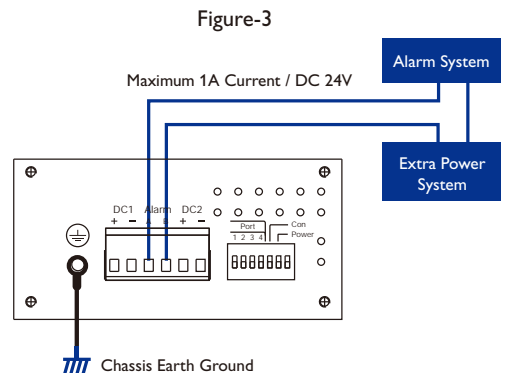 Figure-3
Alarm System
Maximum 1A Current / DC 24V
Extra Power
System
DC1 Alarm DC2
+ − + −
Port
Con
1 2 3 4
Power
Chassis Earth Ground